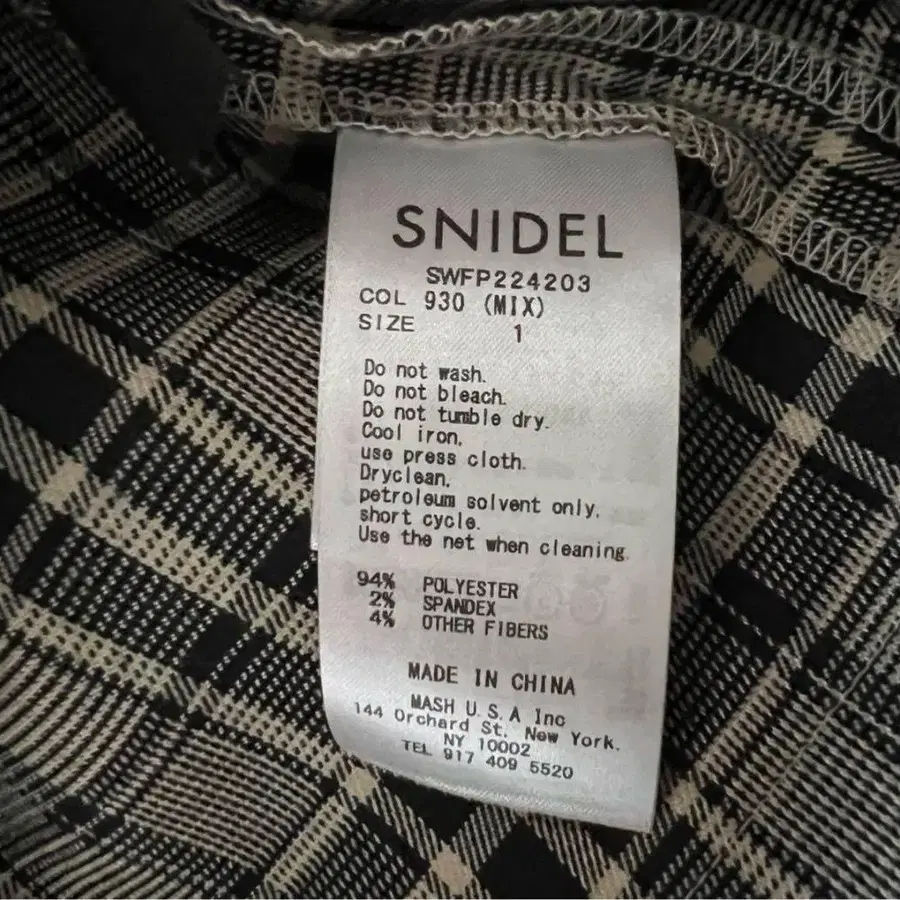 SNIDEL
SWFP224203
COL 930 (MIX)
SIZE 1
Do not wash.
Do not bleach.
Do not tumble dry.
Cool iron,
use press cloth.
Dryclean,
petroleum solvent only,
short cycle.
Use the net when cleaning.
94% POLYESTER
2% SPANDEX
4% OTHER FIBERS
MADE IN CHINA
MASH U.S.A Inc
144 Orchard St. New York.
NY 10002
TEL 917 409 5520